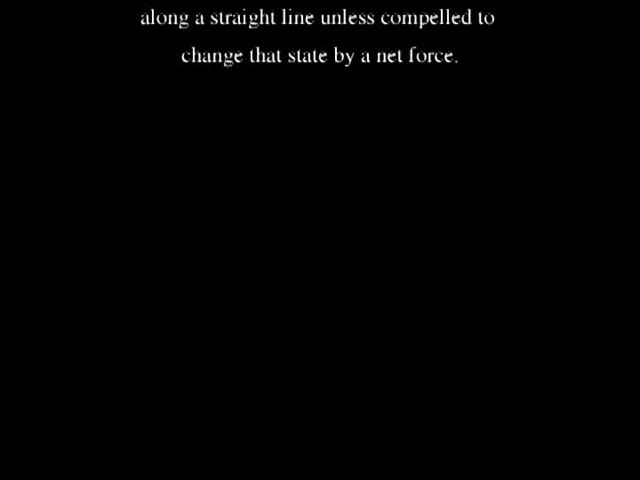 along a straight line unless compelled to
change that state by a net force.